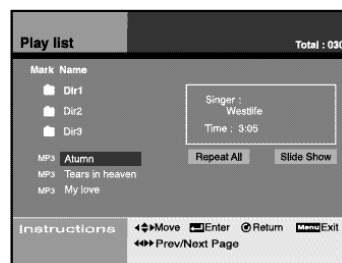 Play list
Total : 030
Mark Name
Dir1
Dir2
Dir3
MP3 Atumn
MP3 Tears in heaven
MP3 My love
Singer :
Westlife
Time : 3:05
Repeat All
Slide Show
Instructions
Move Enter Return Menu Exit
Prev/Next Page